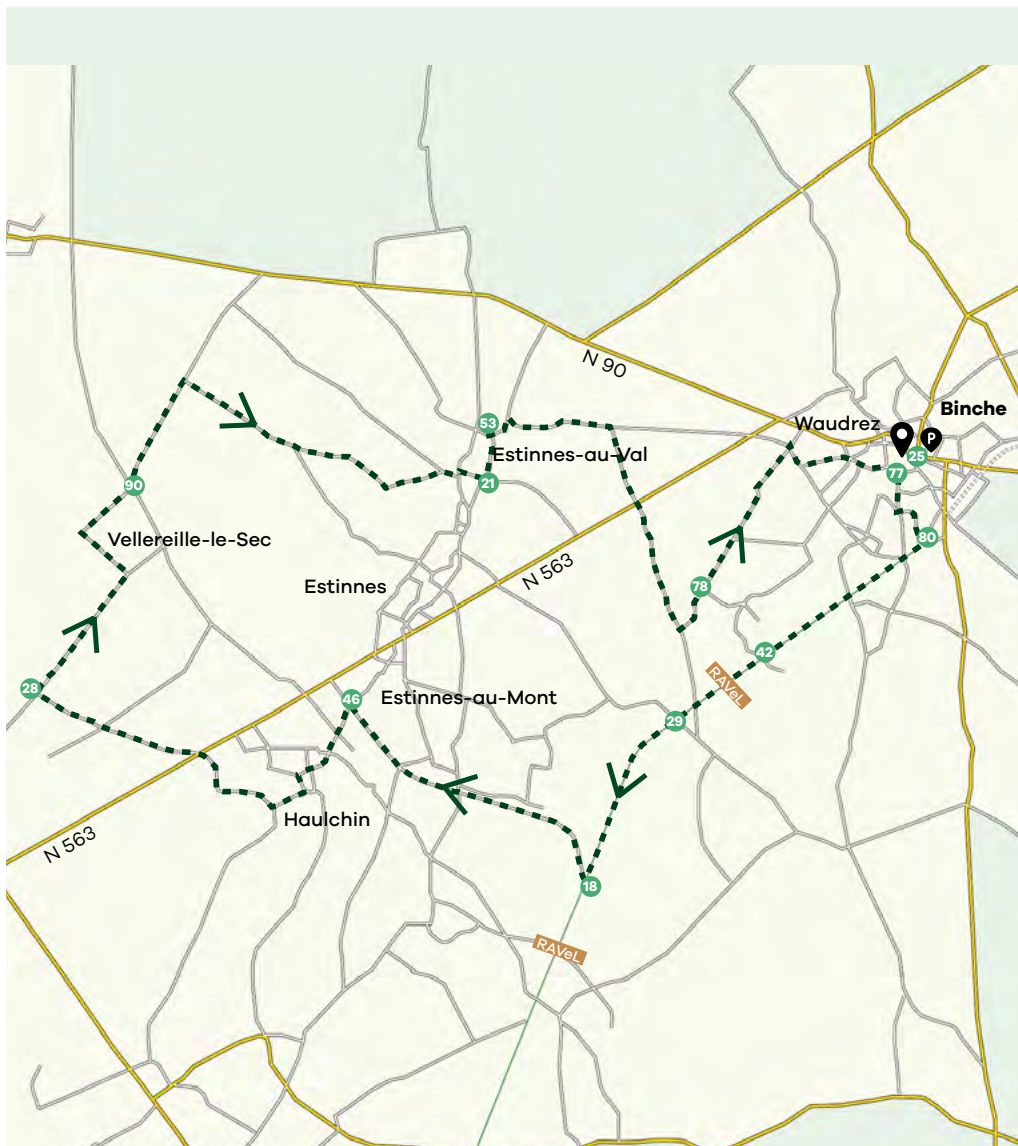 N 90
Waudrez
Binche
P
53
25
Estinnes-au-Val
77
21
90
80
Vellereille-le-Sec
N 563
Estinnes
78
42
RAVeL
28
46
Estinnes-au-Mont
29
Haulchin
N 563
18
RAVeL